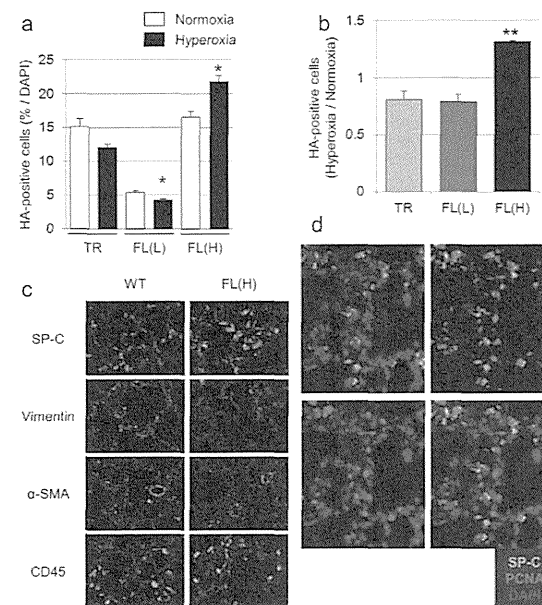 a
Normoxia
Hyperoxia
HA-positive cells (% / DAPI)
25
20
15
10
5
0
*
*
TR
FL(L)
FL(H)
b
HA-positive cells
(Hyperoxia / Normoxia)
1.5
1
0.5
0
**
TR
FL(L)
FL(H)
c
WT
FL(H)
SP-C
Vimentin
α-SMA
CD45
d
SP-C
PCNA
DAPI